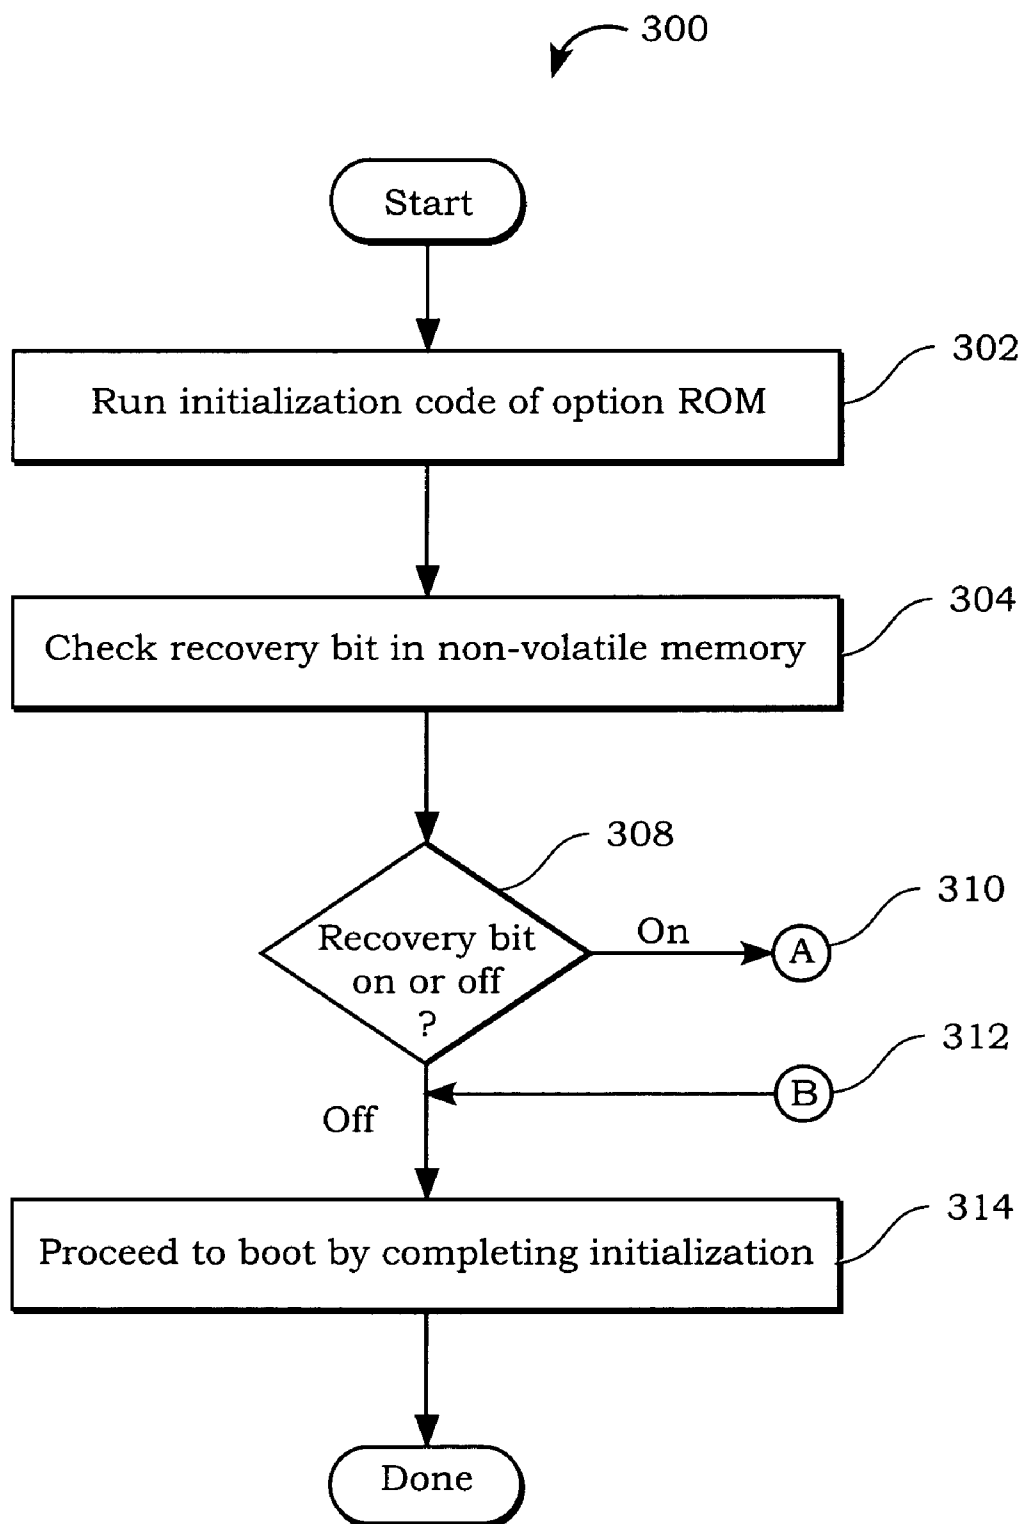 300
Start
302
Run initialization code of option ROM
304
Check recovery bit in non-volatile memory
308
Recovery bit
on or off
?
On
A
310
312
B
Off
314
Proceed to boot by completing initialization
Done